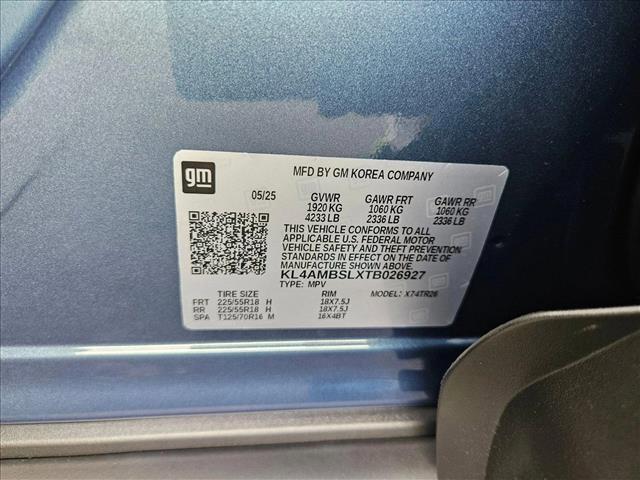 gm
MFD BY GM KOREA COMPANY
05/25 GVWR GAWR FRT GAWR RR
1920 KG 1060 KG 1060 KG
4233 LB 2336 LB 2336 LB
THIS VEHICLE CONFORMS TO ALL
APPLICABLE U.S. FEDERAL MOTOR
VEHICLE SAFETY AND THEFT PREVENTION
STANDARDS IN EFFECT ON THE DATE OF
MANUFACTURE SHOWN ABOVE.
KL4AMBSLXTB026927
TYPE: MPV MODEL: X74TR26
TIRE SIZE RIM
FRT 225/55R18 H 18X7.5J
RR 225/55R18 H 18X7.5J
SPA T125/70R16 M 16X4BT